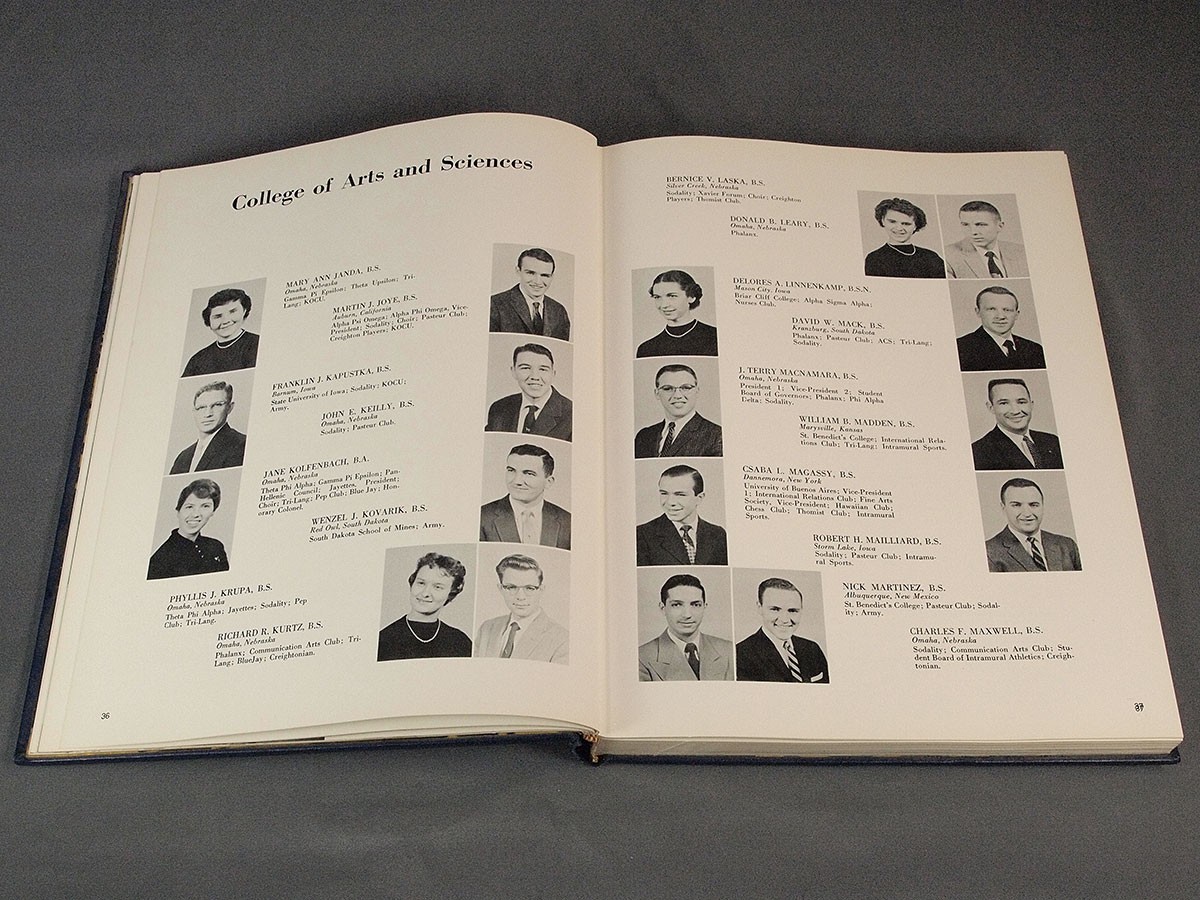 College of Arts and Sciences
MARY ANN JANDA, B.S.
Omaha, Nebraska
Gamma Pi Epsilon; Theta Upsilon; Tri-
Lang; KOCU.
MARTIN J. JOYE, B.S.
Auburn, California
Alpha Psi Omega; Alpha Phi Omega, Vice-
President; Sodality; Choir; Pasteur Club;
Creighton Players; KOCU.
FRANKLIN J. KAPUSTKA, B.S.
Barnum, Iowa
State University of Iowa; Sodality; KOCU;
Army.
JOHN E. KEILLY, B.S.
Omaha, Nebraska
Sodality; Pasteur Club.
JANE KOLFENBACH, B.A.
Omaha, Nebraska
Theta Phi Alpha; Gamma Pi Epsilon; Pan-
Hellenic Council; Jayettes, President;
Choir; Tri-Lang; Pep Club; Blue Jay; Hon-
orary Colonel.
WENZEL J. KOVARIK, B.S.
Red Owl, South Dakota
South Dakota School of Mines; Army.
PHYLLIS J. KRUPA, B.S.
Omaha, Nebraska
Theta Phi Alpha; Jayettes; Sodality; Pep
Club; Tri-Lang.
RICHARD R. KURTZ, B.S.
Omaha, Nebraska
Phalanx; Communication Arts Club; Tri-
Lang; BlueJay; Creightonian.
36
BERNICE V. LASKA, B.S.
Silver Creek, Nebraska
Sodality; Xavier Forum; Choir; Creighton
Players; Thomist Club.
DONALD B. LEARY, B.S.
Omaha, Nebraska
Phalanx.
DELORES A. LINNENKAMP, B.S.N.
Mason City, Iowa
Briar Cliff College; Alpha Sigma Alpha;
Nurses Club.
DAVID W. MACK, B.S.
Kranzburg, South Dakota
Phalanx; Pasteur Club; ACS; Tri-Lang;
Sodality.
J. TERRY MACNAMARA, B.S.
Omaha, Nebraska
President 1; Vice-President 2; Student
Board of Governors; Phalanx; Phi Alpha
Delta; Sodality.
WILLIAM B. MADDEN, B.S.
Marysville, Kansas
St. Benedict's College; International Rela-
tions Club; Tri-Lang; Intramural Sports.
CSABA L. MAGASSY, B.S.
Dannemora, New York
University of Buenos Aires; Vice-President
1; International Relations Club; Fine Arts
Society, Vice-President; Hawaiian Club;
Chess Club; Thomist Club; Intramural
Sports.
ROBERT H. MAILLIARD, B.S.
Storm Lake, Iowa
Sodality; Pasteur Club; Intramu-
ral Sports.
NICK MARTINEZ, B.S.
Albuquerque, New Mexico
St. Benedict's College; Pasteur Club; Sodal-
ity; Army.
CHARLES F. MAXWELL, B.S.
Omaha, Nebraska
Sodality; Communication Arts Club; Stu-
dent Board of Intramural Athletics; Creigh-
tonian.